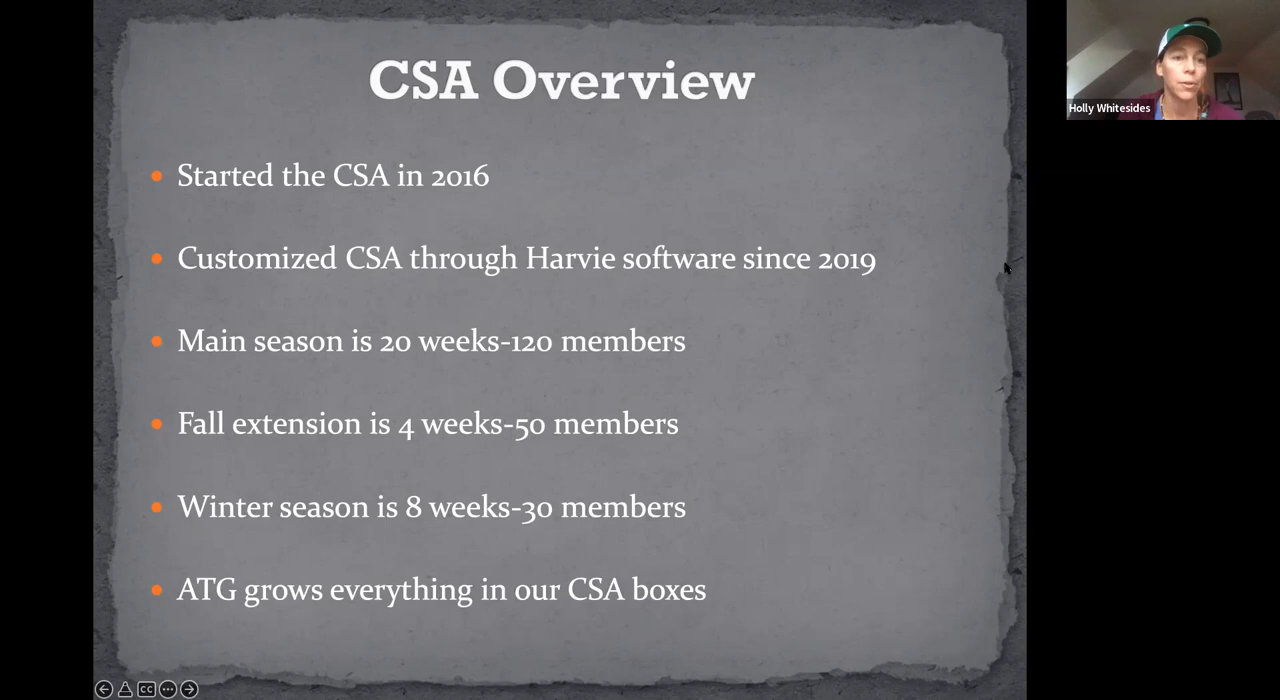 CSA Overview
Started the CSA in 2016
Customized CSA through Harvie software since 2019
Main season is 20 weeks-120 members
Fall extension is 4 weeks-50 members
Winter season is 8 weeks-30 members
ATG grows everything in our CSA boxes
Holly Whitesides
CC